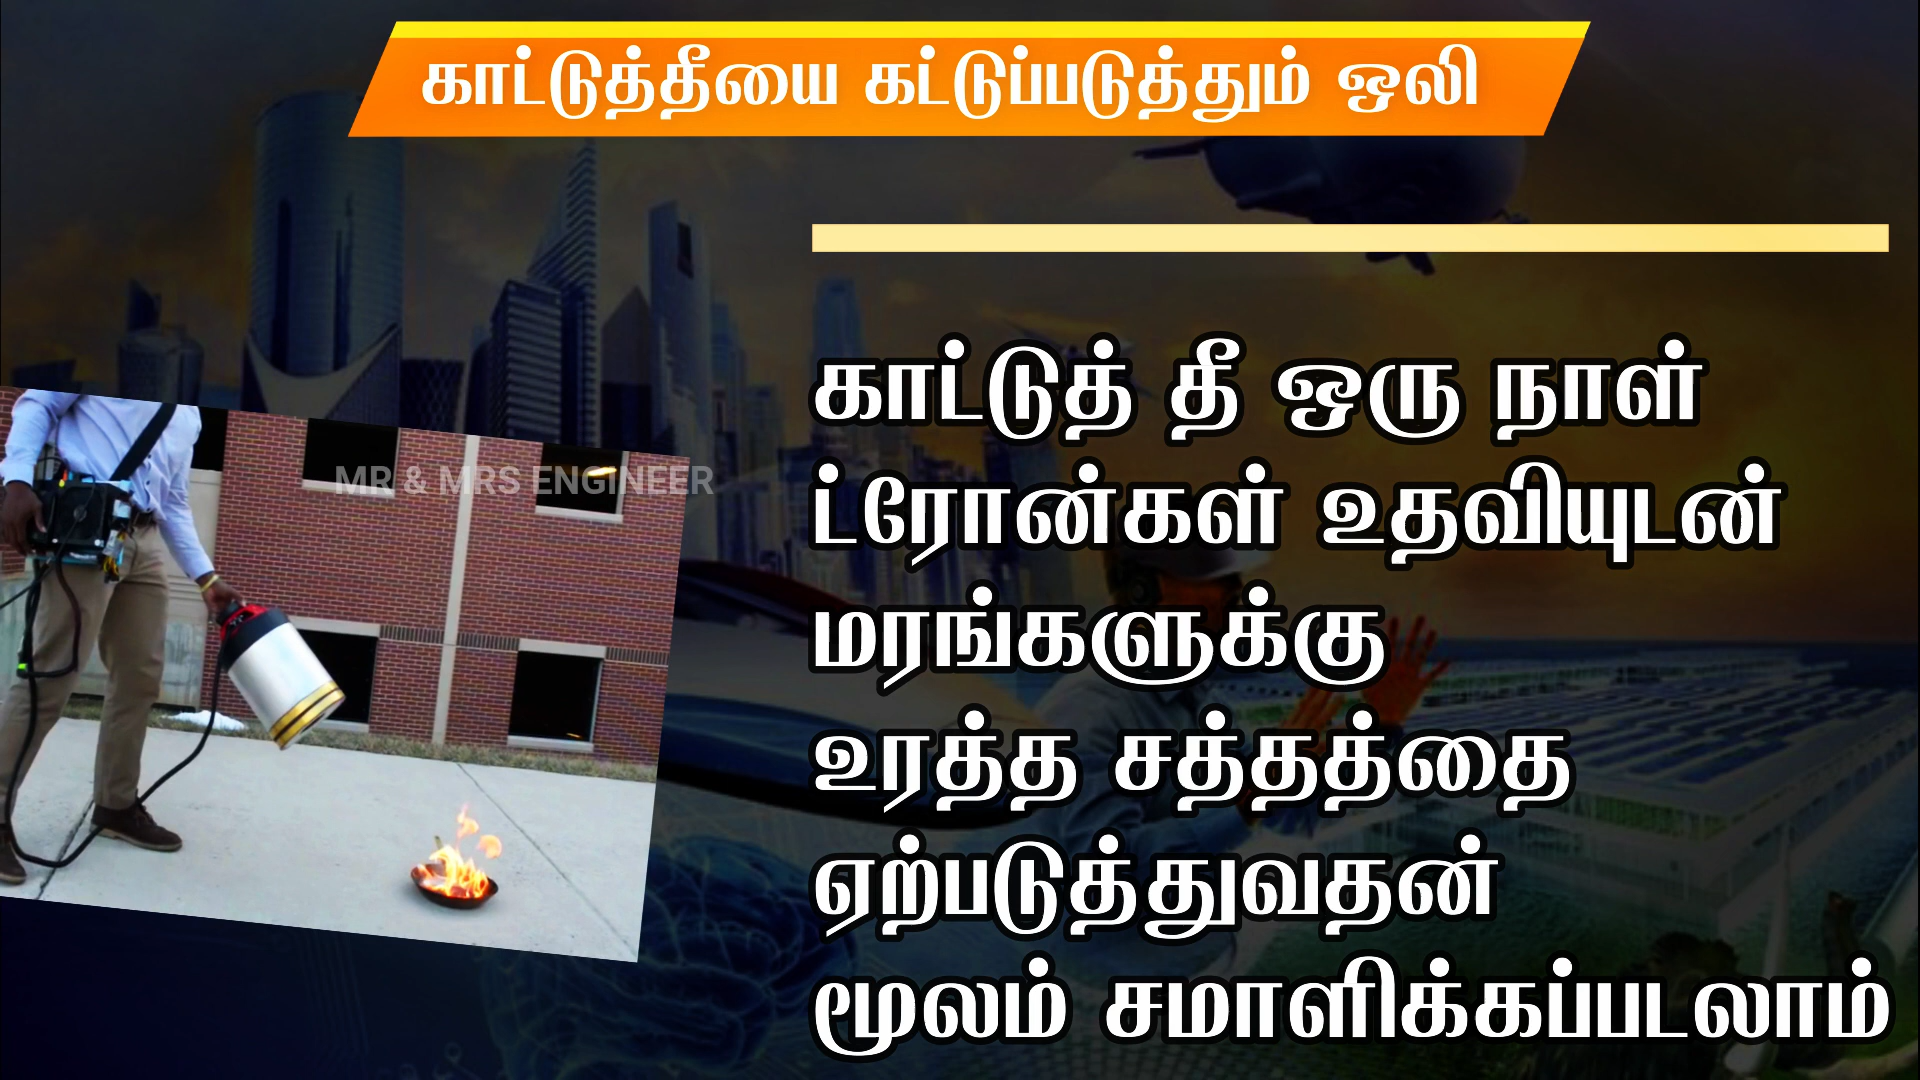 காட்டுத்தீயை கட்டுப்படுத்தும் ஒலி
காட்டுத் தீ ஒரு நாள்
ட்ரோன்கள் உதவியுடன்
மரங்களுக்கு
உரத்த சத்தத்தை
ஏற்படுத்துவதன்
மூலம் சமாளிக்கப்படலாம்
MR & MRS ENGINEER